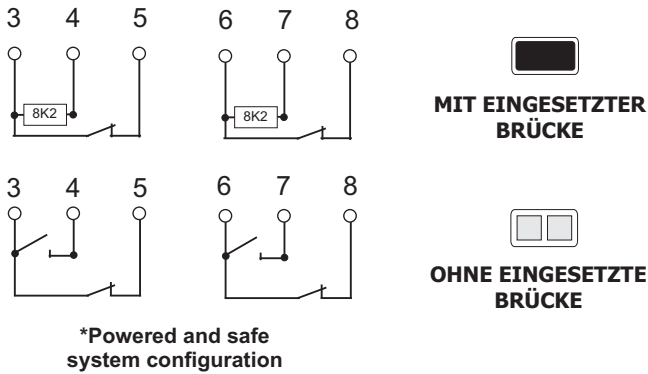 3 4 5 6 7 8
8K2 8K2
MIT EINGESETZTER
BRÜCKE
3 4 5 6 7 8
OHNE EINGESETZTE
BRÜCKE
*Powered and safe
system configuration